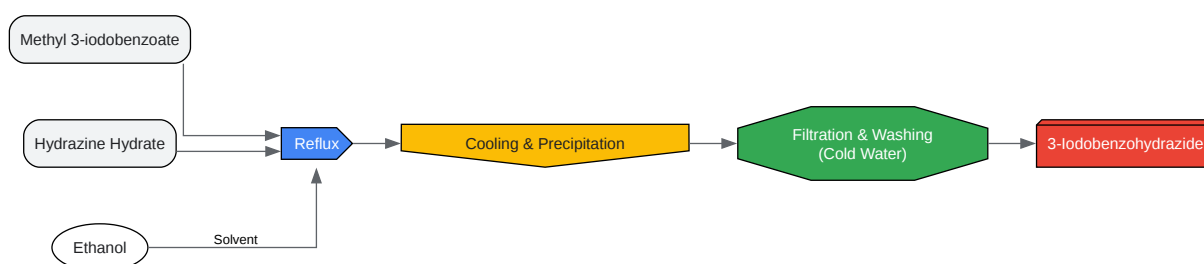 Methyl 3-iodobenzoate
Hydrazine Hydrate
Reflux
Cooling & Precipitation
Filtration & Washing
(Cold Water)
3-Iodobenzohydrazide
Ethanol
Solvent